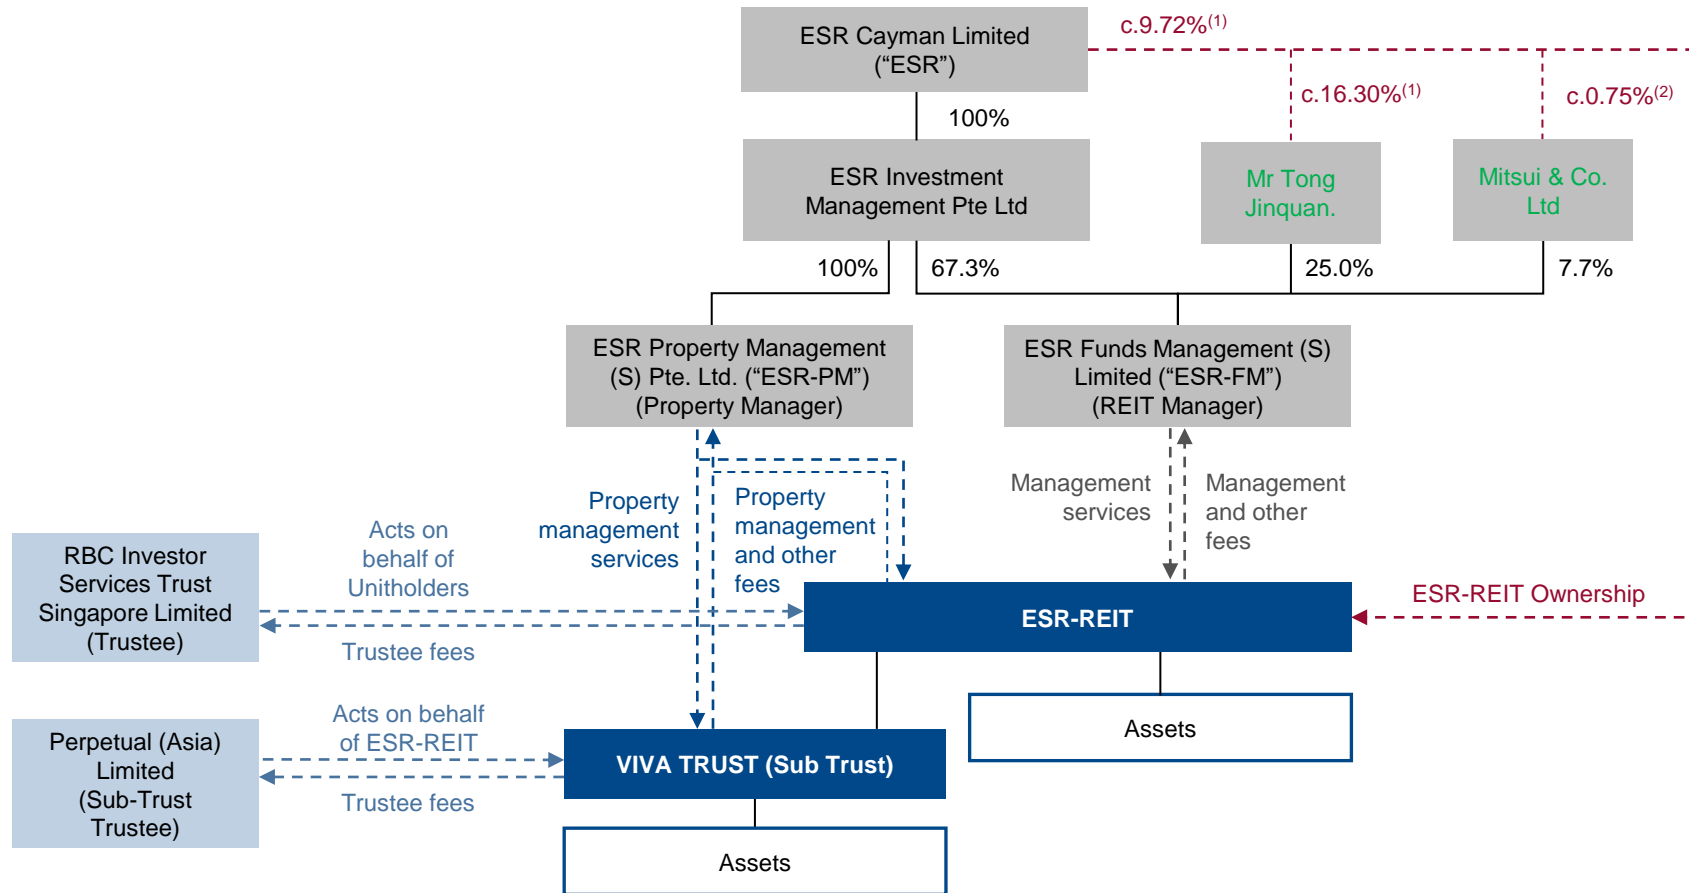 ESR Cayman Limited
(“ESR”)
c.9.72%(1)
c.16.30%(1)
c.0.75%(2)
100%
ESR Investment
Management Pte Ltd
Mr Tong
Jinquan.
Mitsui & Co.
Ltd
100%
67.3%
25.0%
7.7%
ESR Property Management
(S) Pte. Ltd. (“ESR-PM”)
(Property Manager)
ESR Funds Management (S)
Limited (“ESR-FM”)
(REIT Manager)
Property
management
services
Property
management
and other
fees
Management
services
Management
and other
fees
RBC Investor
Services Trust
Singapore Limited
(Trustee)
Acts on
behalf of
Unitholders
Trustee fees
ESR-REIT
ESR-REIT Ownership
Assets
Perpetual (Asia)
Limited
(Sub-Trust
Trustee)
Acts on behalf
of ESR-REIT
Trustee fees
VIVA TRUST (Sub Trust)
Assets